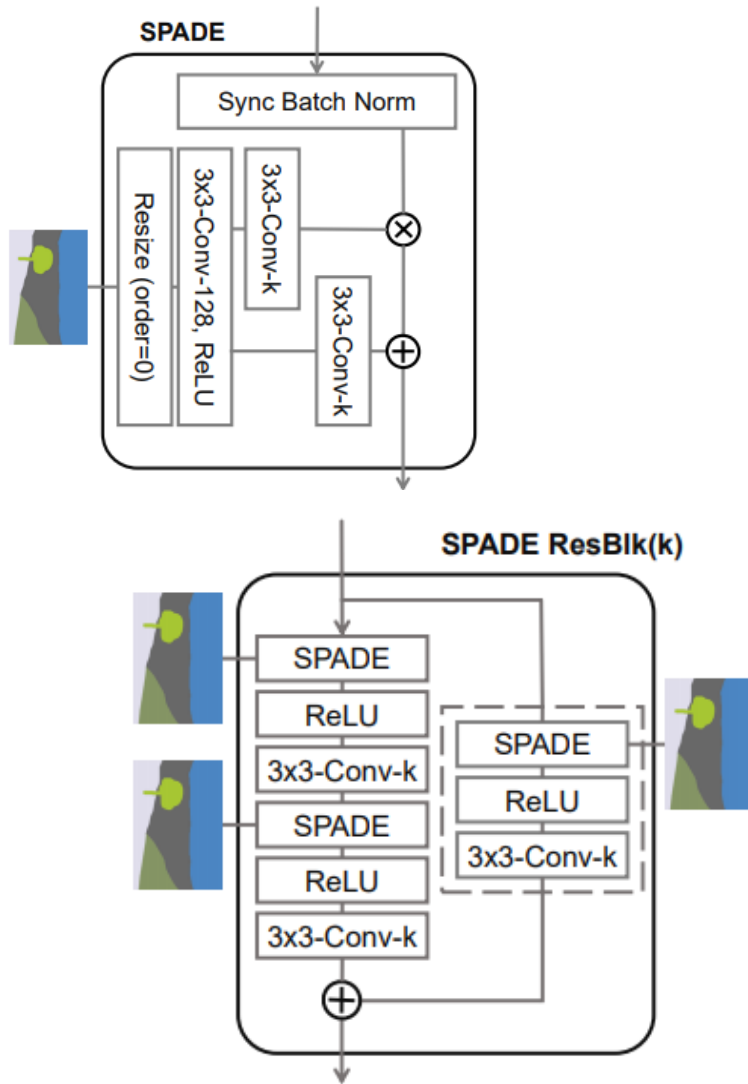 SPADE
Sync Batch Norm
Resize (order=0)
3x3-Conv-128, ReLU
3x3-Conv-k
3x3-Conv-k
SPADE ResBlk(k)
SPADE
ReLU
3x3-Conv-k
SPADE
ReLU
3x3-Conv-k
SPADE
ReLU
3x3-Conv-k